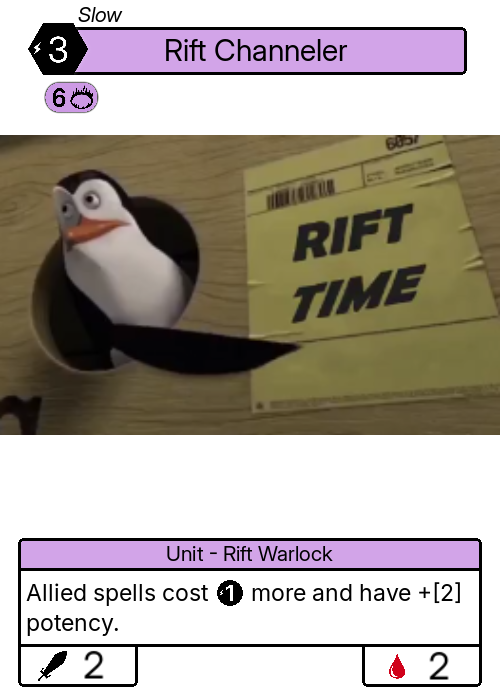 Slow
3
Rift Channeler
6
6057
RIFT
TIME
Unit - Rift Warlock
Allied spells cost 1 more and have +[2]
potency.
2
2